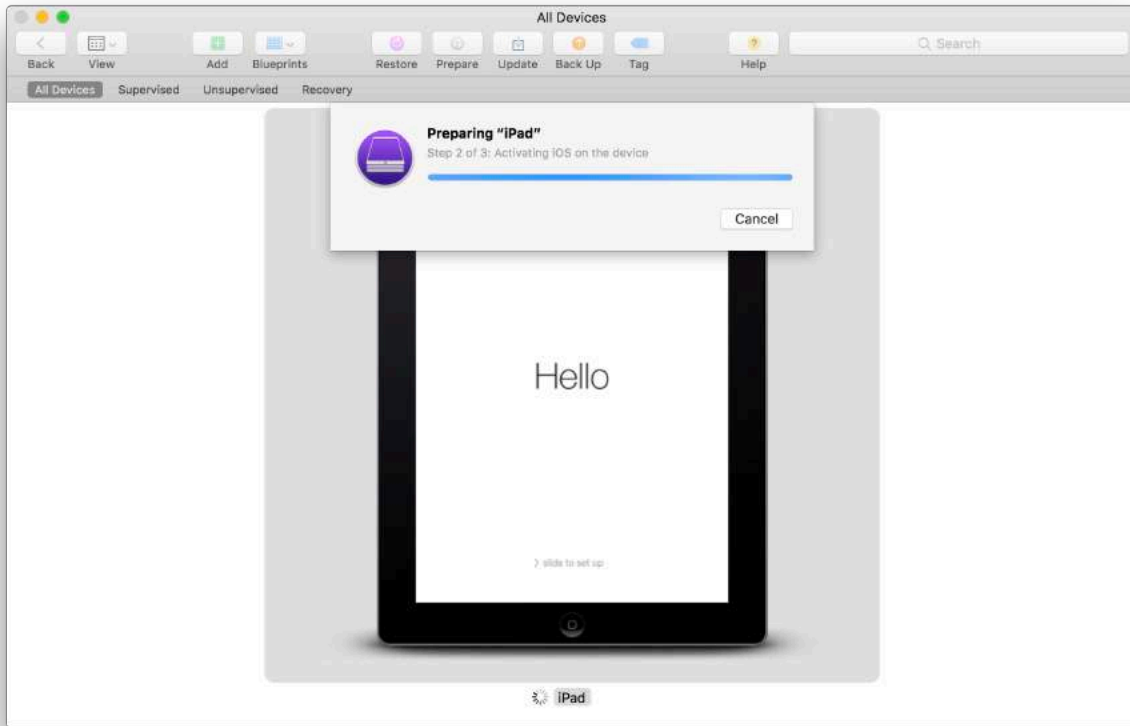 All Devices
Back View Add Blueprints Restore Prepare Update Back Up Tag Help Search
All Devices Supervised Unsupervised Recovery
Preparing “iPad”
Step 2 of 3: Activating iOS on the device
Cancel
Hello
> slide to set up
iPad